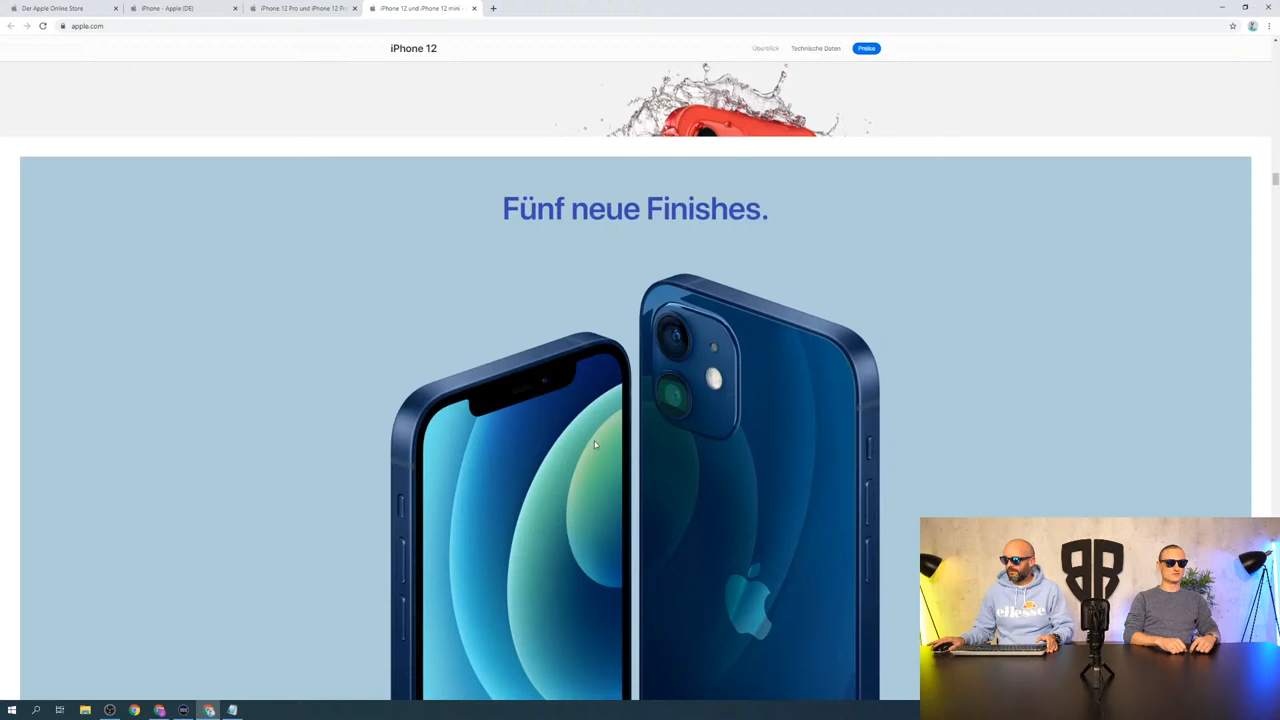 Der Apple Online Store
iPhone - Apple (DE)
iPhone 12 Pro und iPhone 12 Pr
iPhone 12 und iPhone 12 mini -
apple.com
iPhone 12
Überblick
Technische Daten
Preise
Fünf neue Finishes.
ellesse